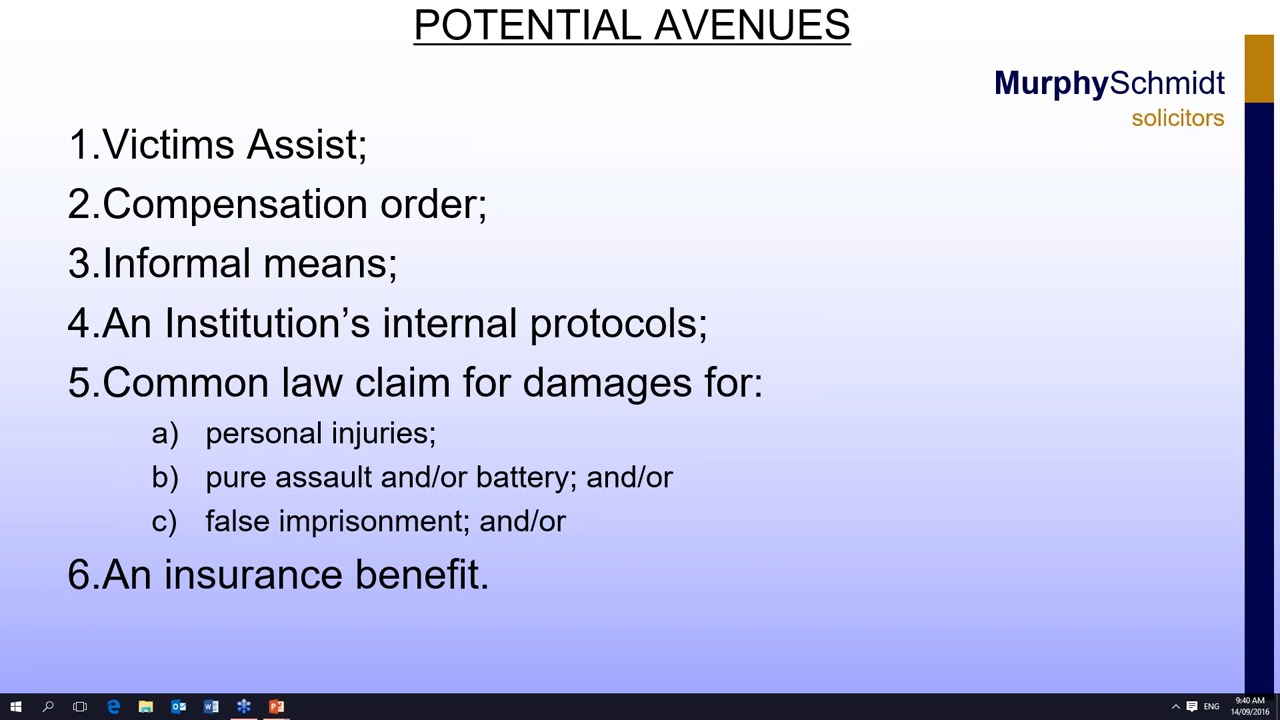 POTENTIAL AVENUES
MurphySchmidt
solicitors
1.Victims Assist;
2.Compensation order;
3.Informal means;
4.An Institution’s internal protocols;
5.Common law claim for damages for:
a) personal injuries;
b) pure assault and/or battery; and/or
c) false imprisonment; and/or
6.An insurance benefit.
ENG
9:40 AM
14/09/2016